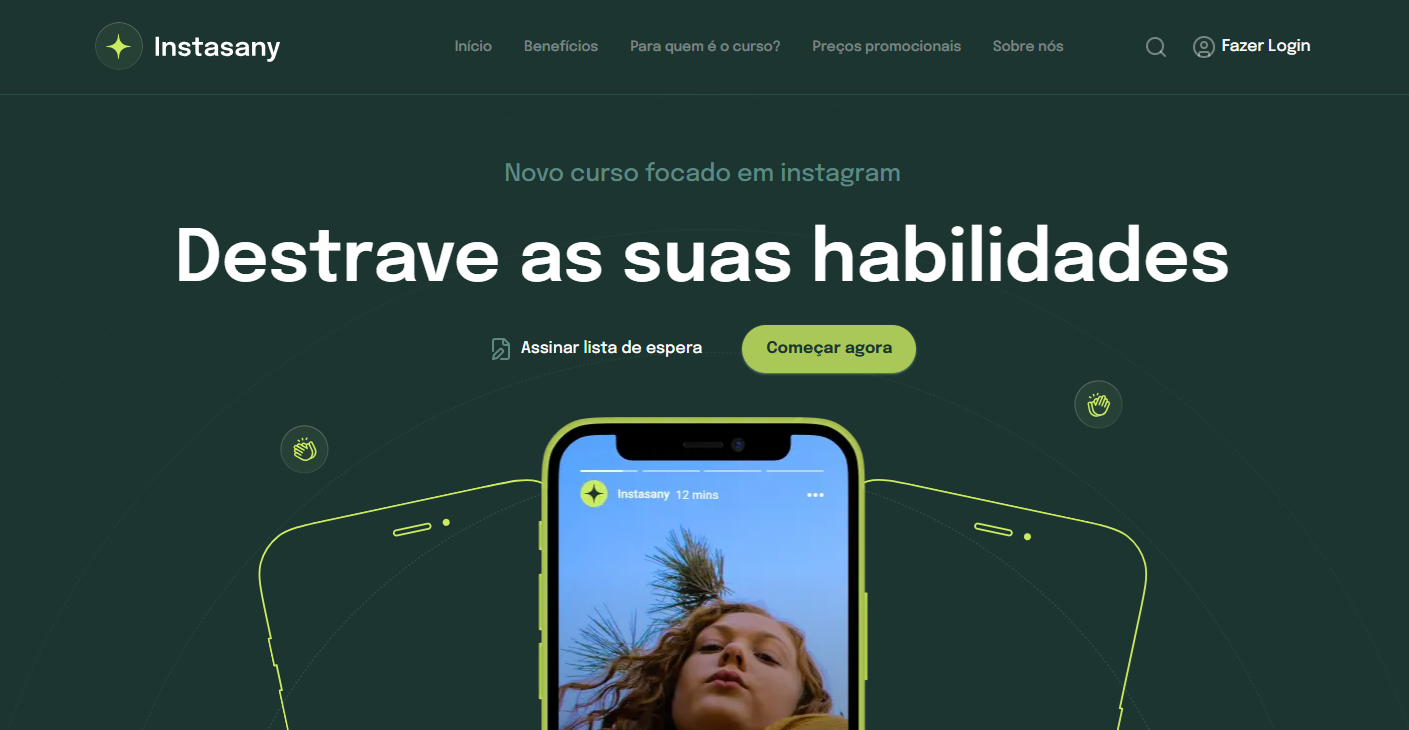 Instasany
Início
Benefícios
Para quem é o curso?
Preços promocionais
Sobre nós
Fazer Login
Novo curso focado em instagram
Destrave as suas habilidades
Assinar lista de espera
Começar agora
Instasany 12 mins